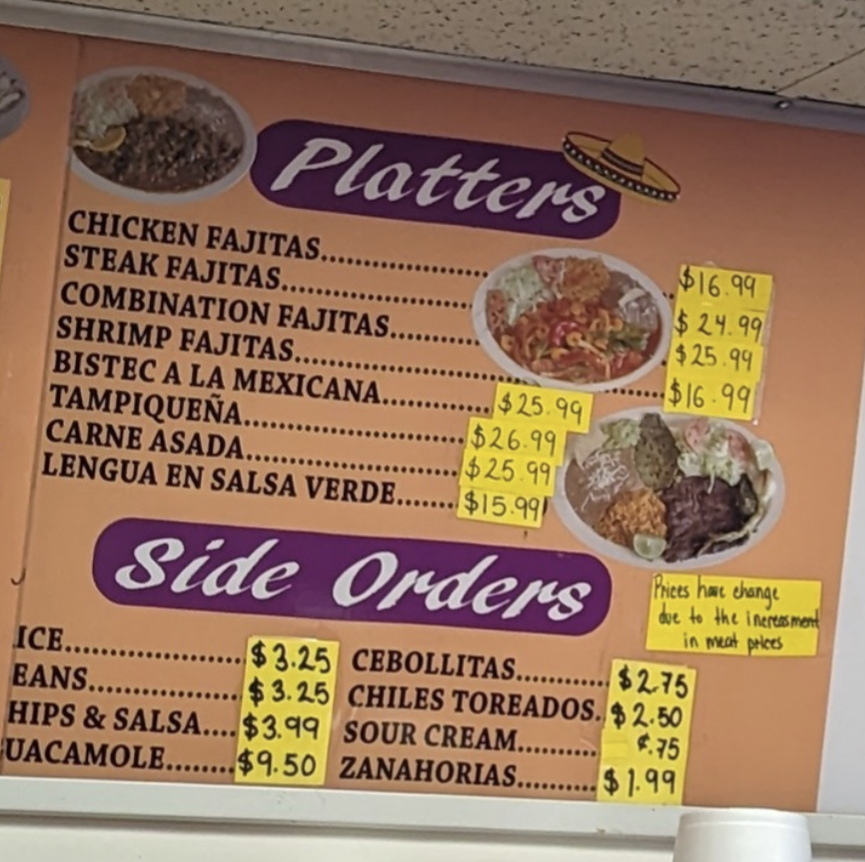 Platters
CHICKEN FAJITAS.................... $16.99
STEAK FAJITAS.................... $24.99
COMBINATION FAJITAS.......... $25.99
SHRIMP FAJITAS.................... $16.99
BISTEC A LA MEXICANA........... $25.99
TAMPIQUEÑA.................... $26.99
CARNE ASADA.................... $25.99
LENGUA EN SALSA VERDE...... $15.99
Side Orders
Prices have change
due to the increasment
in meat prices
ICE.................... $3.25 CEBOLLITAS........... $2.75
EANS................. $3.25 CHILES TOREADOS.. $2.50
HIPS & SALSA.... $3.99 SOUR CREAM.......... ¢.75
UACAMOLE....... $9.50 ZANAHORIAS.......... $1.99